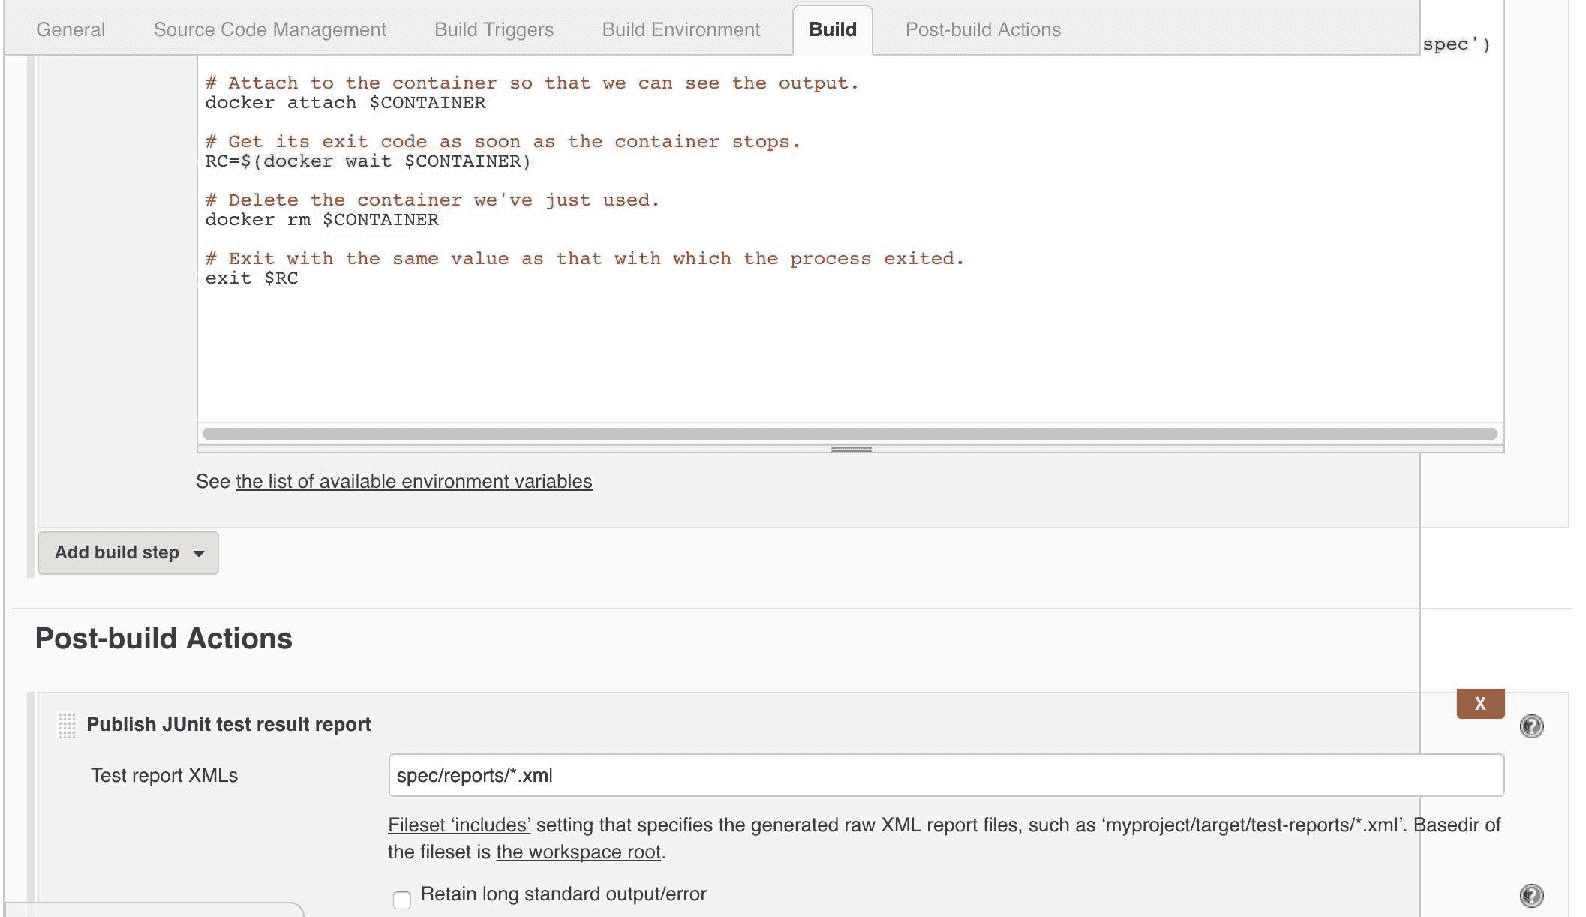 General Source Code Management Build Triggers Build Environment Build Post-build Actions
spec')
# Attach to the container so that we can see the output.
docker attach $CONTAINER
# Get its exit code as soon as the container stops.
RC=$(docker wait $CONTAINER)
# Delete the container we've just used.
docker rm $CONTAINER
# Exit with the same value as that with which the process exited.
exit $RC
See the list of available environment variables
Add build step
Post-build Actions
X
Publish JUnit test result report
Test report XMLs spec/reports/*.xml
Fileset ‘includes’ setting that specifies the generated raw XML report files, such as ‘myproject/target/test-reports/*.xml’. Basedir of
the fileset is the workspace root.
Retain long standard output/error